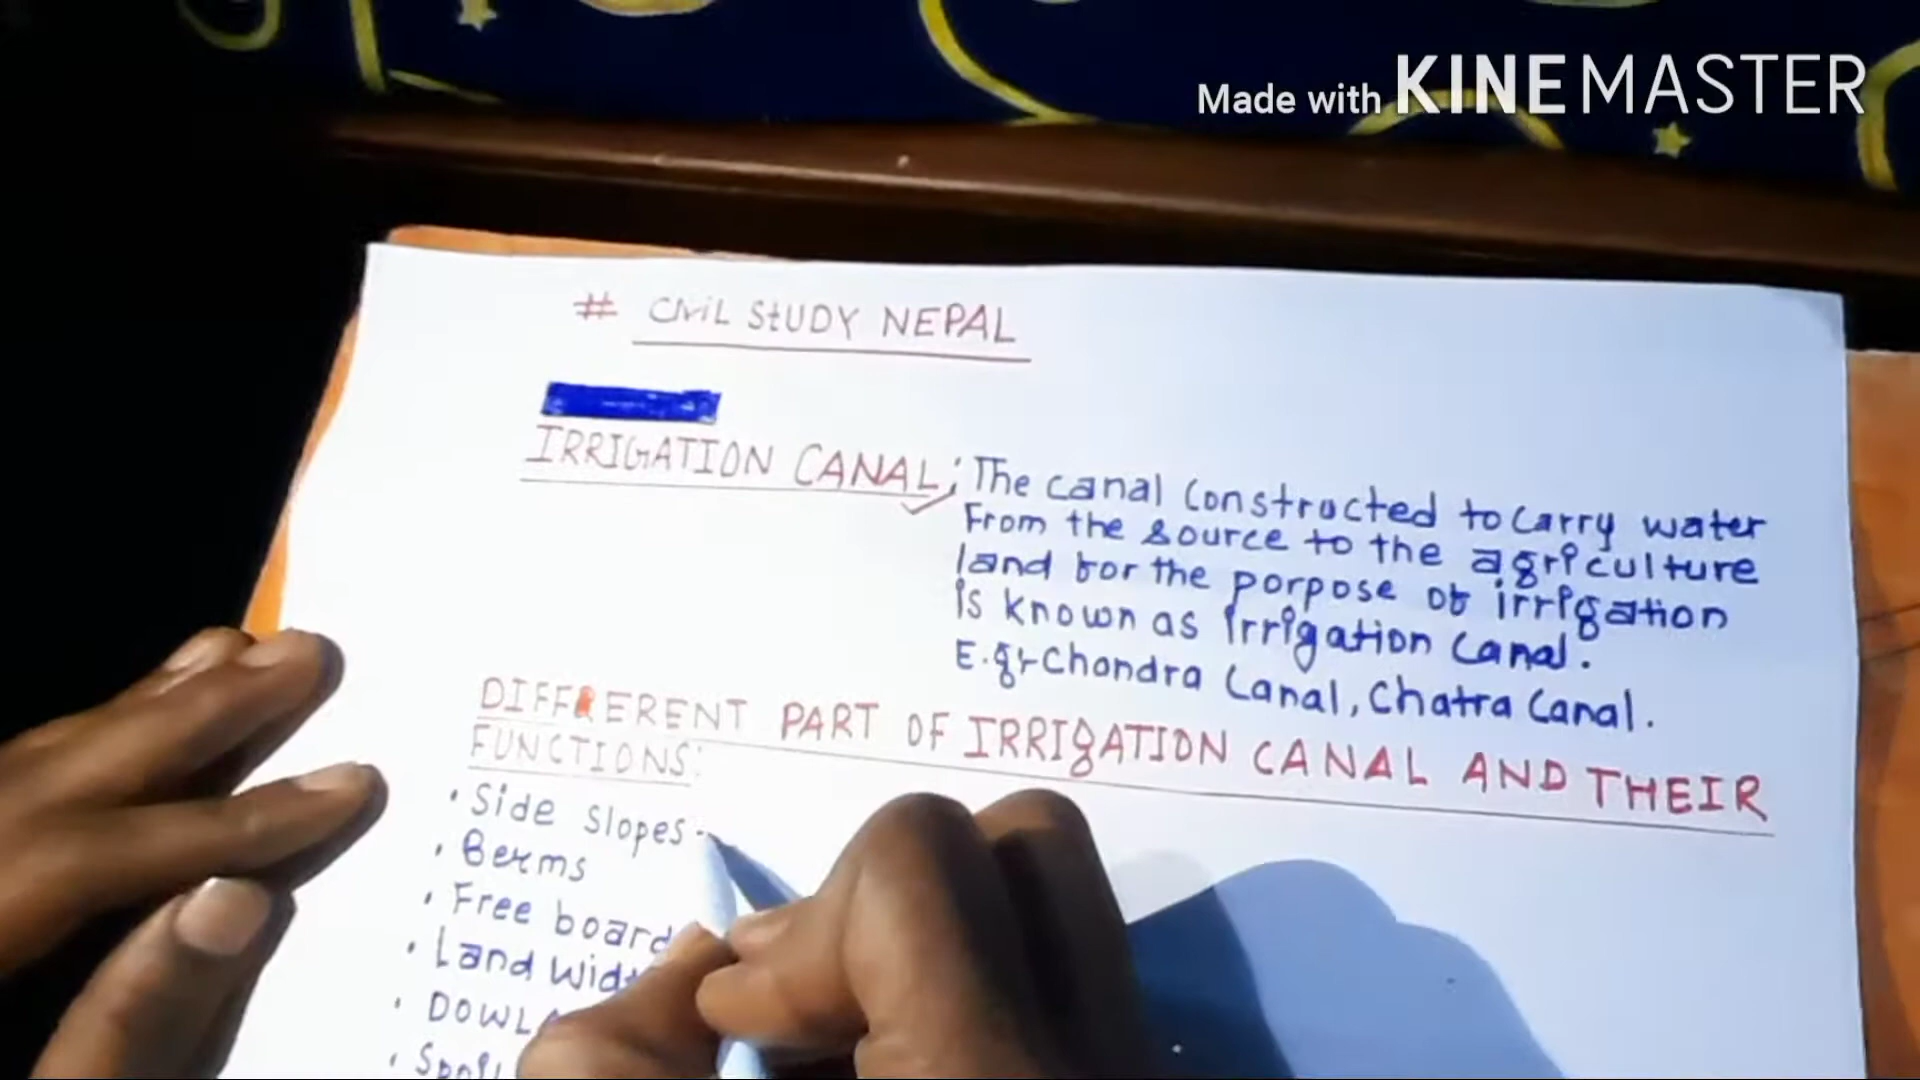 Made with KINEMASTER
# CIVIL StUDY NEPAL
IRRIGATION CANAL: The canal constructed to carry water
From the source to the agriculture
land for the porpose of irrigation
is known as irrigation canal.
E.g:-Chandra Canal, Chatra Canal.
DIFFERENT PART OF IRRIGATION CANAL AND THEIR
FUNCTIONS:
• Side slopes-
• Berms
• Free board
• Land
•
•